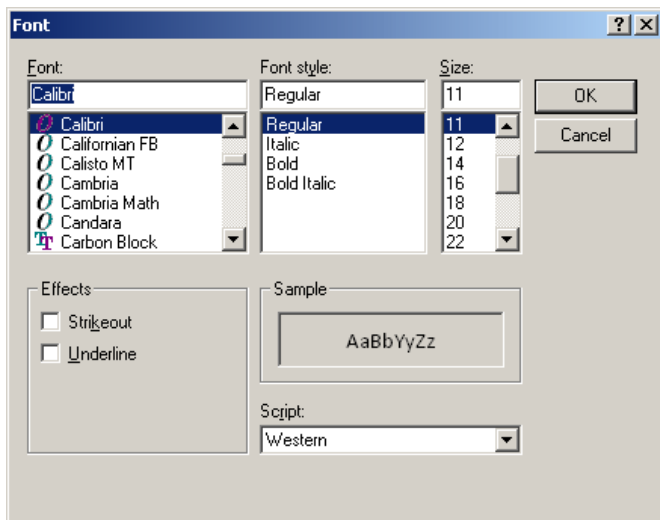 Font
Font: Font style: Size:
Calibri Regular 11 OK
Calibri Regular 11 Cancel
Californian FB Italic 12
Calisto MT Bold 14
Cambria Bold Italic 16
Cambria Math 18
Candara 20
Carbon Block 22
Effects Sample
Strikeout AaBbYyZz
Underline
Script:
Western